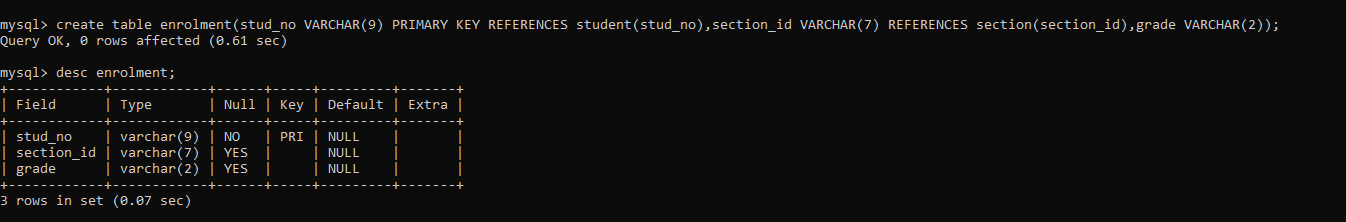 mysql> create table enrolment(stud_no VARCHAR(9) PRIMARY KEY REFERENCES student(stud_no),section_id VARCHAR(7) REFERENCES section(section_id),grade VARCHAR(2));
Query OK, 0 rows affected (0.61 sec)

mysql> desc enrolment;
+------------+------------+------+-----+---------+-------+
| Field      | Type       | Null | Key | Default | Extra |
+------------+------------+------+-----+---------+-------+
| stud_no    | varchar(9) | NO   | PRI | NULL    |       |
| section_id | varchar(7) | YES  |     | NULL    |       |
| grade      | varchar(2) | YES  |     | NULL    |       |
+------------+------------+------+-----+---------+-------+
3 rows in set (0.07 sec)